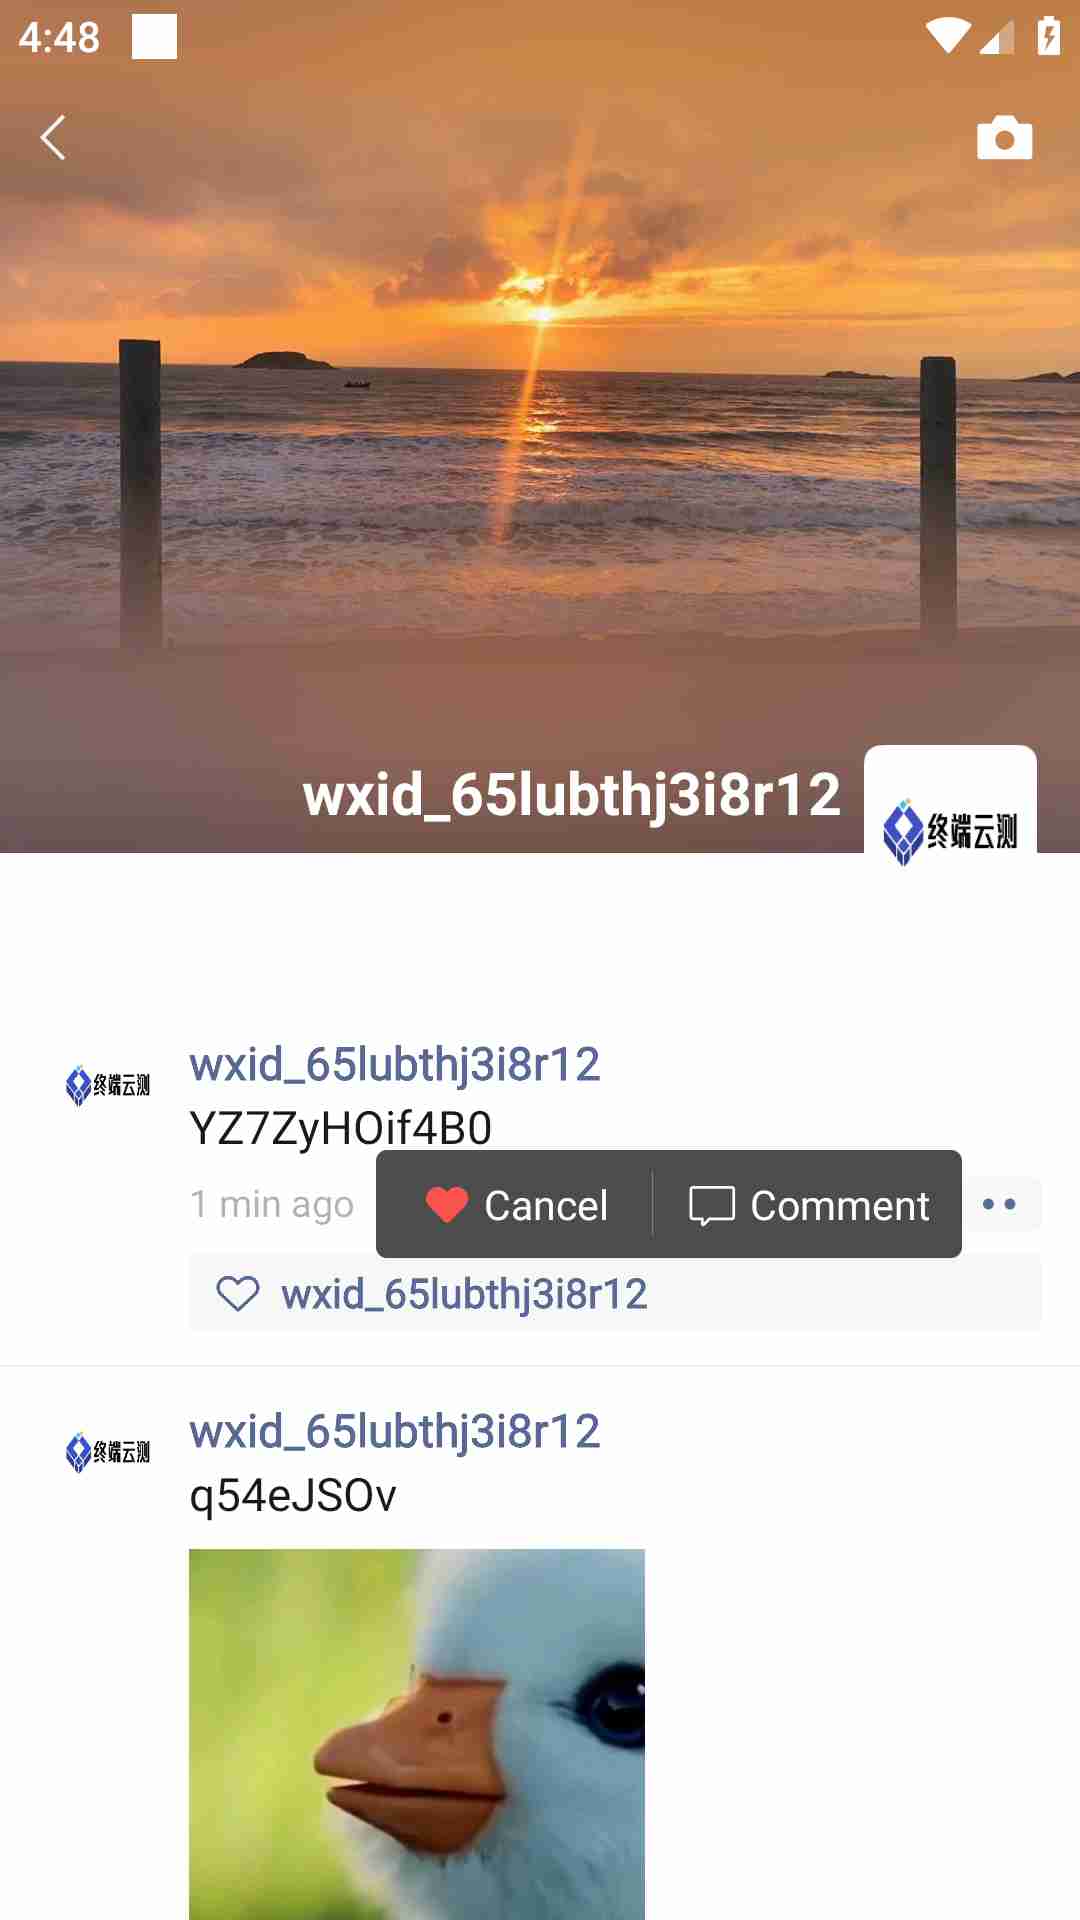 4:48
wxid_65lubthj3i8r12
终端云测
wxid_65lubthj3i8r12
终端云测
YZ7ZyHOif4B0
1 min ago
Cancel
Comment
wxid_65lubthj3i8r12
wxid_65lubthj3i8r12
终端云测
q54eJSOv